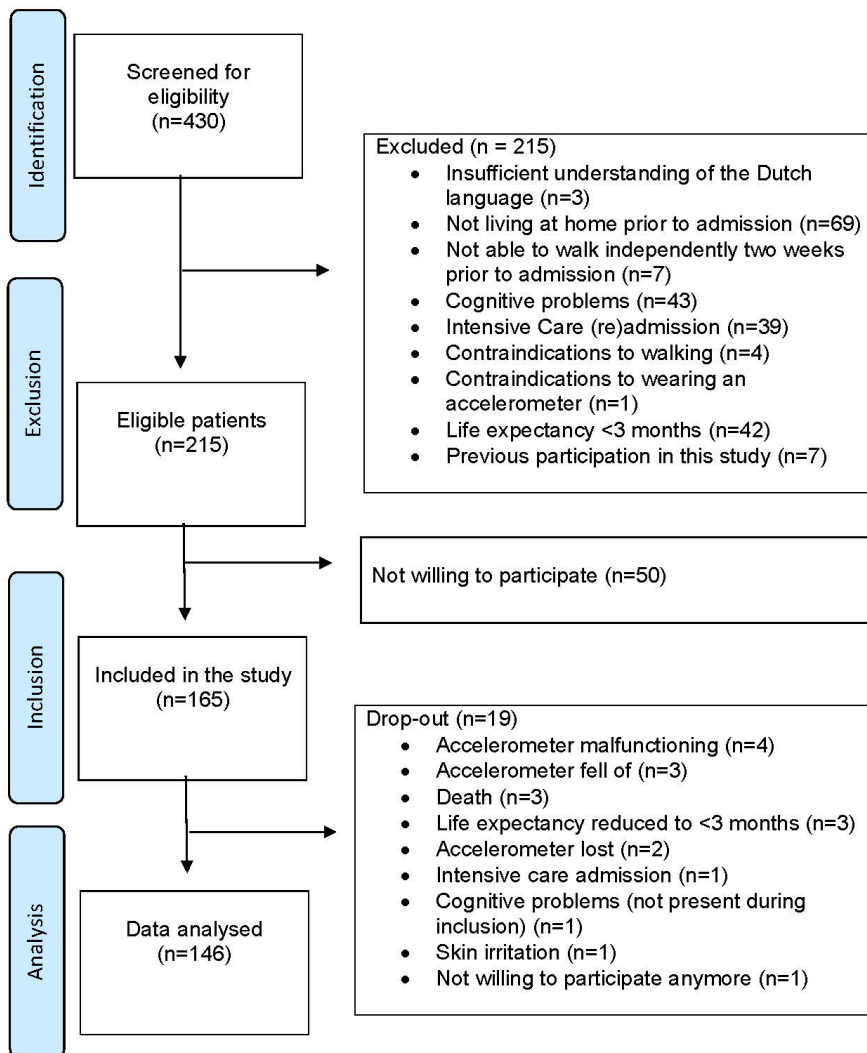 Identification
Screened for
eligibility
(n=430)
Excluded (n = 215)
• Insufficient understanding of the Dutch
language (n=3)
• Not living at home prior to admission (n=69)
• Not able to walk independently two weeks
prior to admission (n=7)
• Cognitive problems (n=43)
• Intensive Care (re)admission (n=39)
• Contraindications to walking (n=4)
• Contraindications to wearing an
accelerometer (n=1)
• Life expectancy <3 months (n=42)
• Previous participation in this study (n=7)
Exclusion
Eligible patients
(n=215)
Not willing to participate (n=50)
Inclusion
Included in the study
(n=165)
Drop-out (n=19)
• Accelerometer malfunctioning (n=4)
• Accelerometer fell of (n=3)
• Death (n=3)
• Life expectancy reduced to <3 months (n=3)
• Accelerometer lost (n=2)
• Intensive care admission (n=1)
• Cognitive problems (not present during
inclusion) (n=1)
• Skin irritation (n=1)
• Not willing to participate anymore (n=1)
Analysis
Data analysed
(n=146)